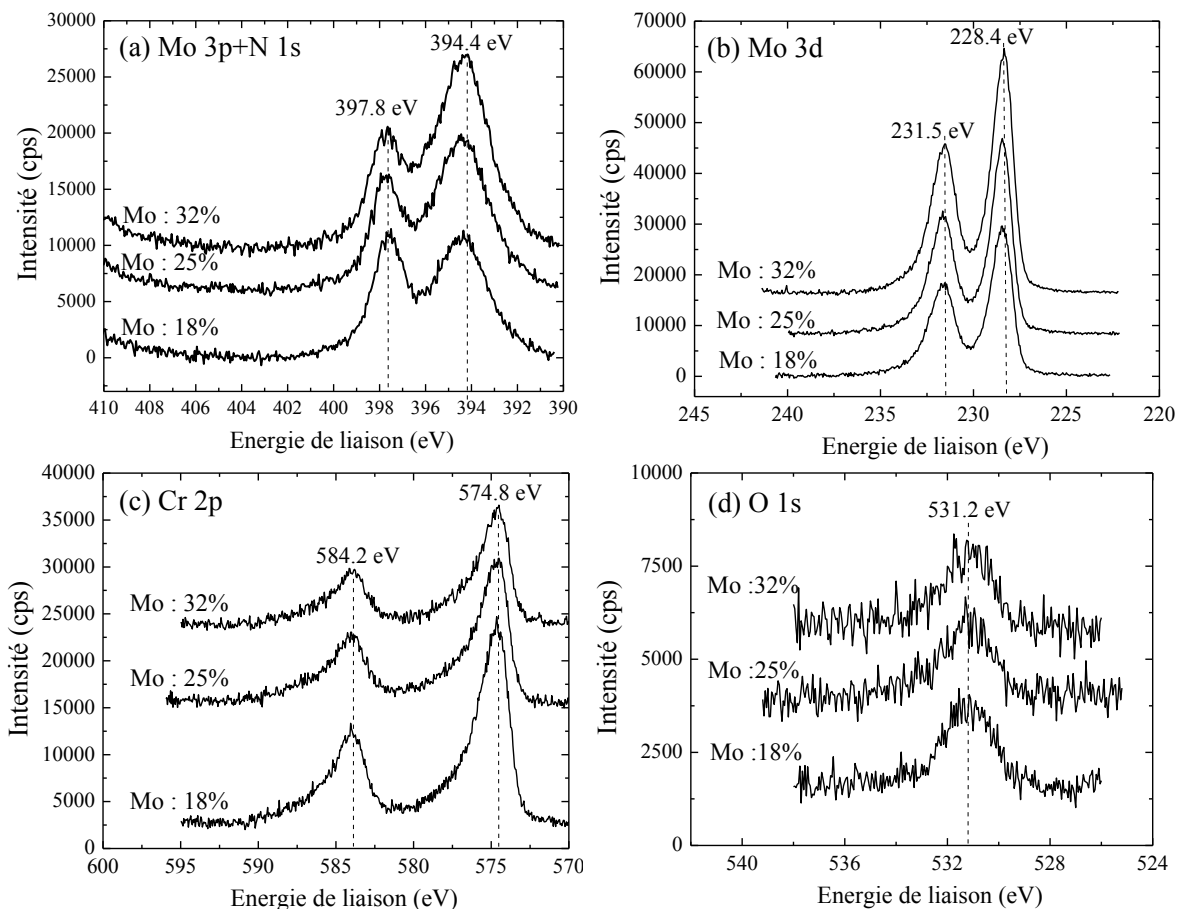 (a) Mo 3p+N 1s
394.4 eV
397.8 eV
Mo : 32%
Mo : 25%
Mo : 18%
Intensité (cps)
30000
25000
20000
15000
10000
5000
0
410 408 406 404 402 400 398 396 394 392 390
Energie de liaison (eV)
(b) Mo 3d
228.4 eV
231.5 eV
Mo : 32%
Mo : 25%
Mo : 18%
Intensité (cps)
70000
60000
50000
40000
30000
20000
10000
0
245 240 235 230 225 220
Energie de liaison (eV)
(c) Cr 2p
574.8 eV
584.2 eV
Mo : 32%
Mo : 25%
Mo : 18%
Intensité (cps)
40000
35000
30000
25000
20000
15000
10000
5000
0
600 595 590 585 580 575 570
Energie de liaison (eV)
(d) O 1s
531.2 eV
Mo :32%
Mo :25%
Mo :18%
Intensité (cps)
10000
7500
5000
2500
0
540 536 532 528 524
Energie de liaison (eV)